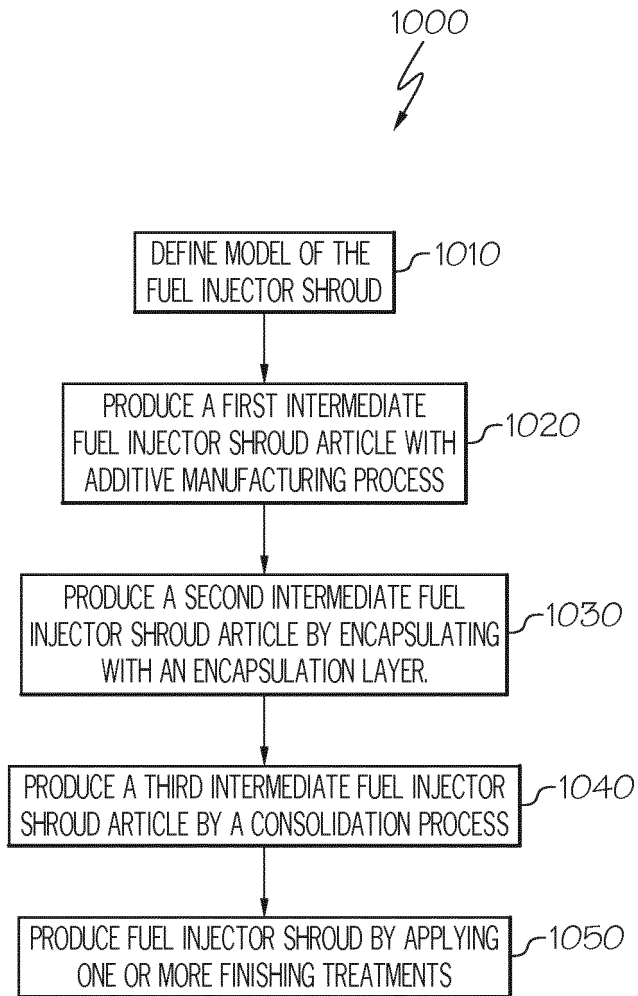 1000
DEFINE MODEL OF THE
FUEL INJECTOR SHROUD
1010
PRODUCE A FIRST INTERMEDIATE
FUEL INJECTOR SHROUD ARTICLE WITH
ADDITIVE MANUFACTURING PROCESS
1020
PRODUCE A SECOND INTERMEDIATE FUEL
INJECTOR SHROUD ARTICLE BY ENCAPSULATING
WITH AN ENCAPSULATION LAYER.
1030
PRODUCE A THIRD INTERMEDIATE FUEL INJECTOR
SHROUD ARTICLE BY A CONSOLIDATION PROCESS
1040
PRODUCE FUEL INJECTOR SHROUD BY APPLYING
ONE OR MORE FINISHING TREATMENTS
1050